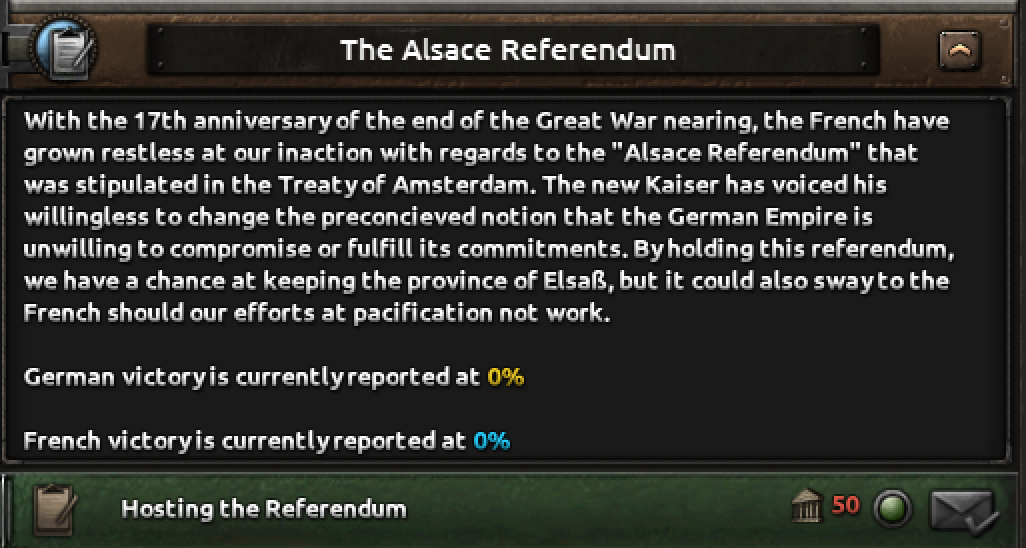 The Alsace Referendum
With the 17th anniversary of the end of the Great War nearing, the French have
grown restless at our inaction with regards to the "Alsace Referendum" that
was stipulated in the Treaty of Amsterdam. The new Kaiser has voiced his
willingless to change the preconcieved notion that the German Empire is
unwilling to compromise or fulfill its commitments. By holding this referendum,
we have a chance at keeping the province of Elsaß, but it could also sway to the
French should our efforts at pacification not work.
German victory is currently reported at 0%
French victory is currently reported at 0%
Hosting the Referendum 50